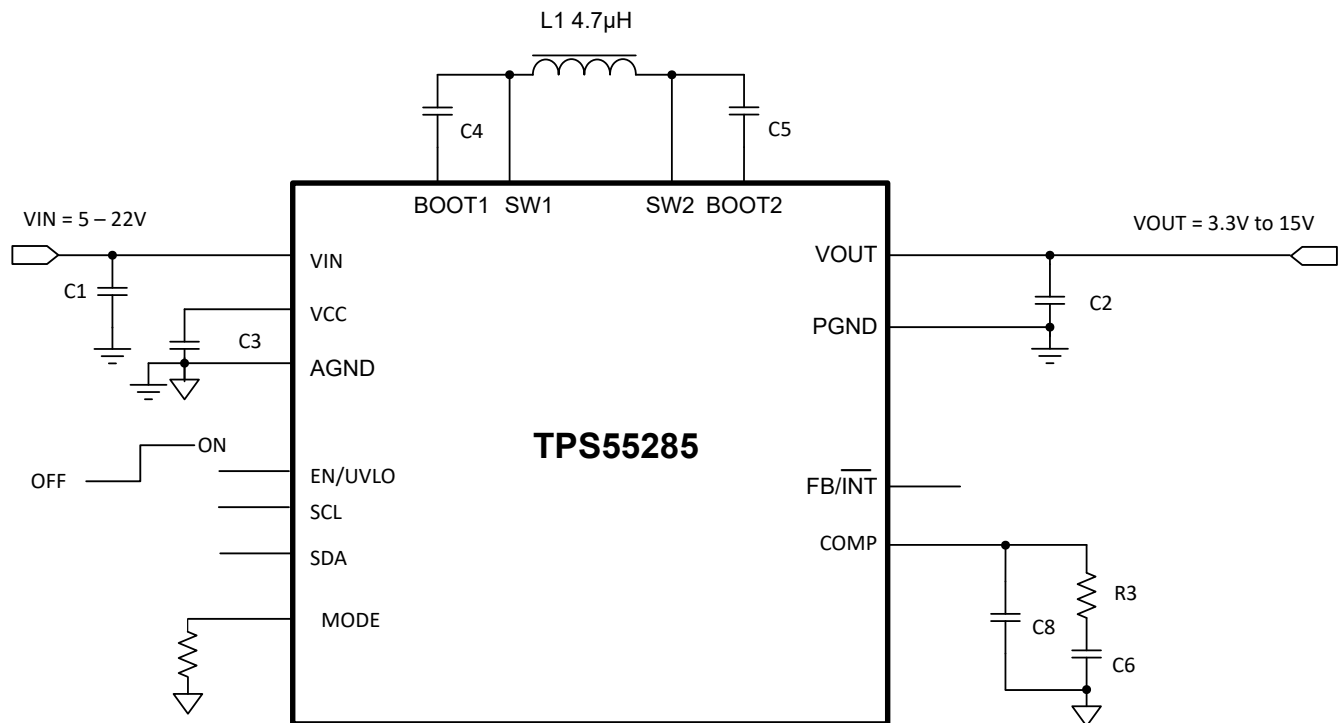 L1 4.7µH
C4
C5
BOOT1 SW1
SW2 BOOT2
VIN = 5 – 22V
VOUT = 3.3V to 15V
VIN
VOUT
C1
C2
VCC
PGND
C3
AGND
TPS55285
ON
OFF
EN/UVLO
FB/INT
SCL
COMP
SDA
R3
MODE
C8
C6